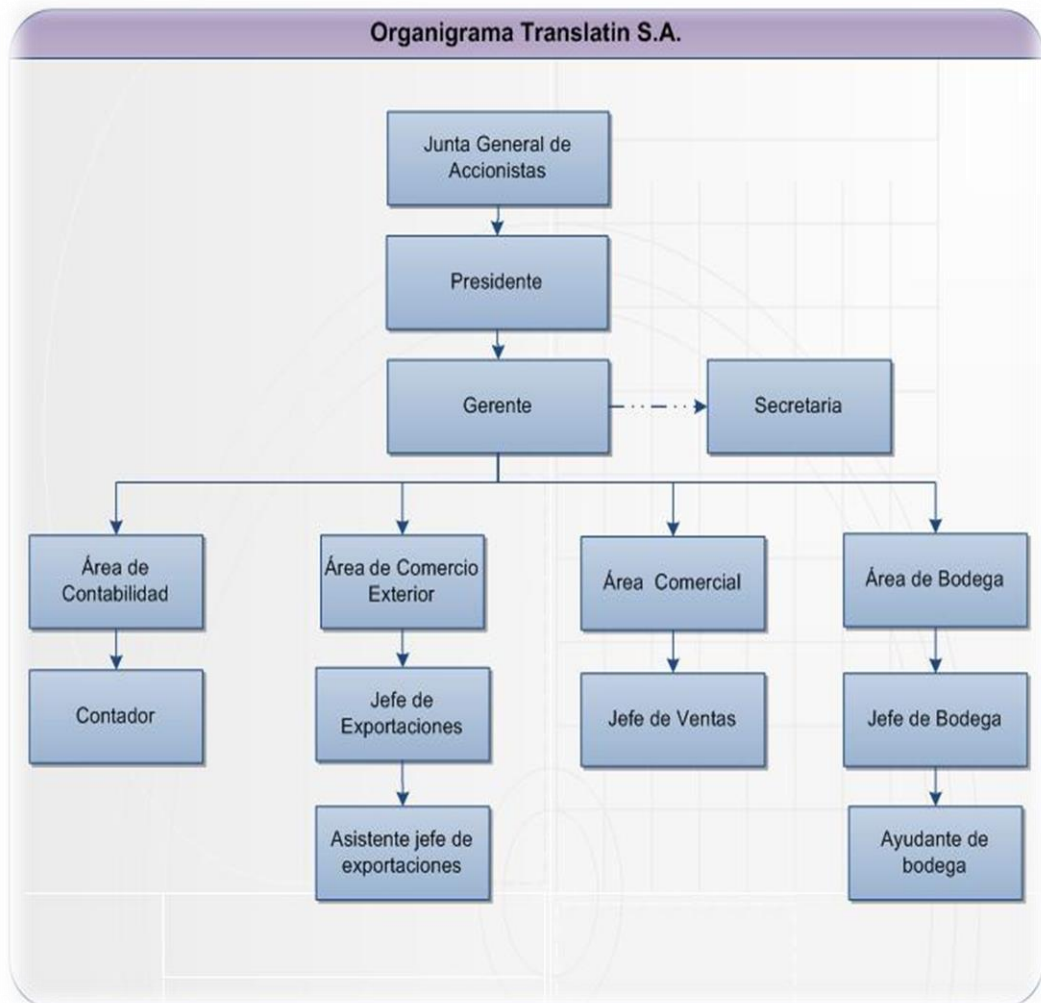 Organigrama Translatin S.A.
Junta General de
Accionistas
Presidente
Gerente
Secretaria
Área de
Contabilidad
Área de Comercio
Exterior
Área Comercial
Área de Bodega
Contador
Jefe de
Exportaciones
Jefe de Ventas
Jefe de Bodega
Asistente jefe de
exportaciones
Ayudante de
bodega